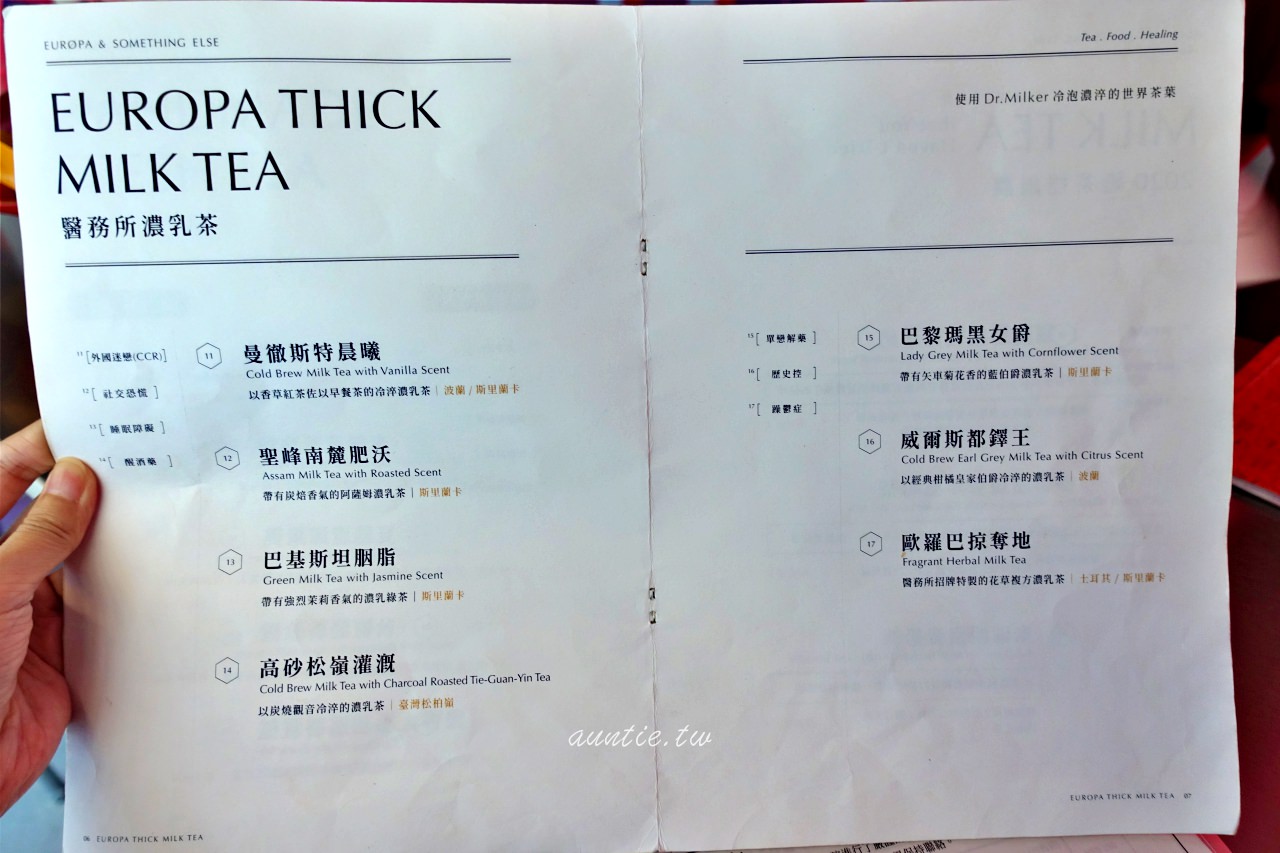 EURØPA & SOMETHING ELSE
EUROPA THICK
MILK TEA
醫務所濃乳茶
11 [外國迷戀(CCR)]
12 [ 社交恐慌 ]
13 [ 睡眠障礙 ]
14 [ 醒酒藥 ]
11 曼徹斯特晨曦
Cold Brew Milk Tea with Vanilla Scent
以香草紅茶佐以早餐茶的冷淬濃乳茶 | 波蘭 / 斯里蘭卡
12 聖峰南麓肥沃
Assam Milk Tea with Roasted Scent
帶有炭焙香氣的阿薩姆濃乳茶 | 斯里蘭卡
13 巴基斯坦胭脂
Green Milk Tea with Jasmine Scent
帶有強烈茉莉香氣的濃乳綠茶 | 斯里蘭卡
14 高砂松嶺灌溉
Cold Brew Milk Tea with Charcoal Roasted Tie-Guan-Yin Tea
以炭燒觀音冷淬的濃乳茶 | 臺灣松柏嶺
06 EUROPA THICK MILK TEA
Tea . Food . Healing
使用 Dr.Milker 冷泡濃淬的世界茶葉
15 [ 單戀解藥 ]
16 [ 歷史控 ]
17 [ 躁鬱症 ]
15 巴黎瑪黑女爵
Lady Grey Milk Tea with Cornflower Scent
帶有矢車菊花香的藍伯爵濃乳茶 | 斯里蘭卡
16 威爾斯都鐸王
Cold Brew Earl Grey Milk Tea with Citrus Scent
以經典柑橘皇家伯爵冷淬的濃乳茶 | 波蘭
17 歐羅巴掠奪地
Fragrant Herbal Milk Tea
醫務所招牌特製的花草複方濃乳茶 | 土耳其 / 斯里蘭卡
EUROPA THICK MILK TEA 07
auntie.tw